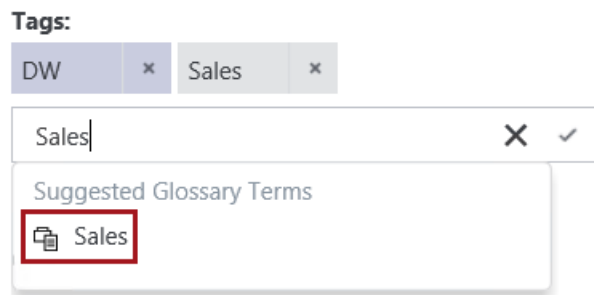 Tags:
DW × Sales ×
Sales
Suggested Glossary Terms
Sales